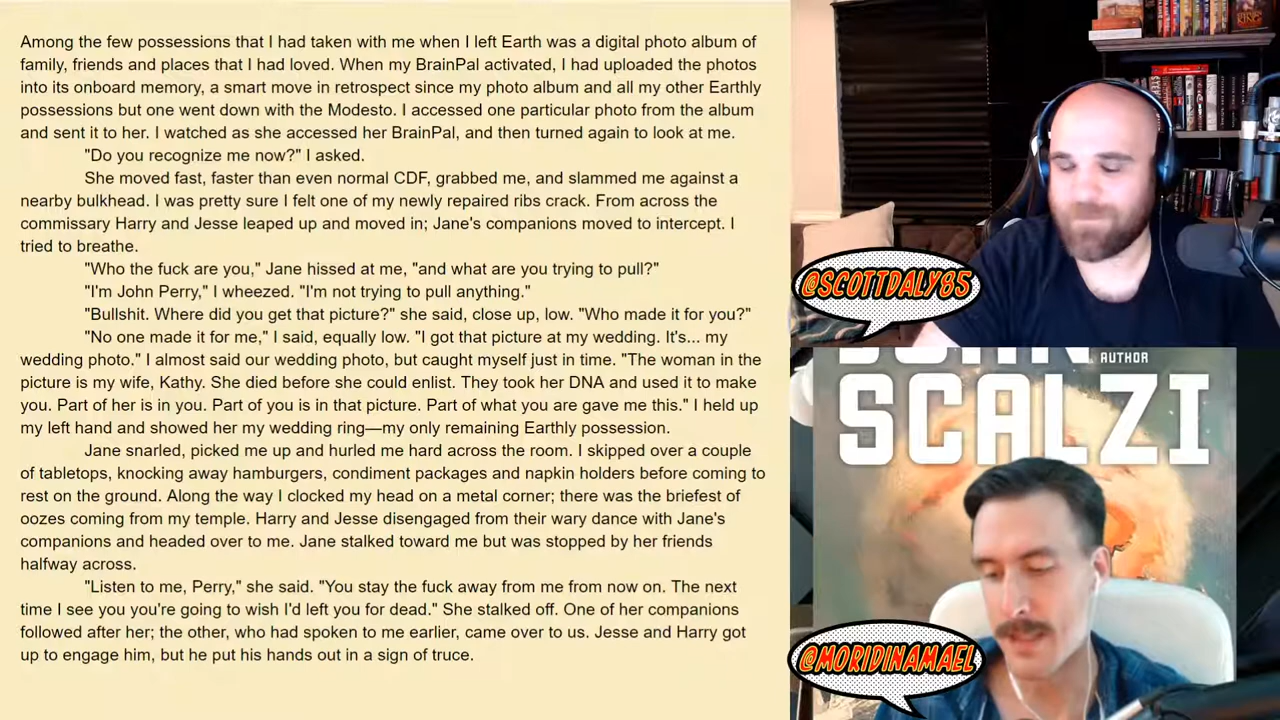 Among the few possessions that I had taken with me when I left Earth was a digital photo album of
family, friends and places that I had loved. When my BrainPal activated, I had uploaded the photos
into its onboard memory, a smart move in retrospect since my photo album and all my other Earthly
possessions but one went down with the Modesto. I accessed one particular photo from the album
and sent it to her. I watched as she accessed her BrainPal, and then turned again to look at me.
"Do you recognize me now?" I asked.
She moved fast, faster than even normal CDF, grabbed me, and slammed me against a
nearby bulkhead. I was pretty sure I felt one of my newly repaired ribs crack. From across the
commissary Harry and Jesse leaped up and moved in; Jane's companions moved to intercept. I
tried to breathe.
"Who the fuck are you," Jane hissed at me, "and what are you trying to pull?"
"I'm John Perry," I wheezed. "I'm not trying to pull anything."
"Bullshit. Where did you get that picture?" she said, close up, low. "Who made it for you?"
"No one made it for me," I said, equally low. "I got that picture at my wedding. It's... my
wedding photo." I almost said our wedding photo, but caught myself just in time. "The woman in the
picture is my wife, Kathy. She died before she could enlist. They took her DNA and used it to make
you. Part of her is in you. Part of you is in that picture. Part of what you are gave me this." I held up
my left hand and showed her my wedding ring—my only remaining Earthly possession.
Jane snarled, picked me up and hurled me hard across the room. I skipped over a couple
of tabletops, knocking away hamburgers, condiment packages and napkin holders before coming to
rest on the ground. Along the way I clocked my head on a metal corner; there was the briefest of
oozes coming from my temple. Harry and Jesse disengaged from their wary dance with Jane's
companions and headed over to me. Jane stalked toward me but was stopped by her friends
halfway across.
"Listen to me, Perry," she said. "You stay the fuck away from me from now on. The next
time I see you you're going to wish I'd left you for dead." She stalked off. One of her companions
followed after her; the other, who had spoken to me earlier, came over to us. Jesse and Harry got
up to engage him, but he put his hands out in a sign of truce.
@SCOTTDALY85
JOHN
AUTHOR
SCALZI
@MORIDINAMAEL